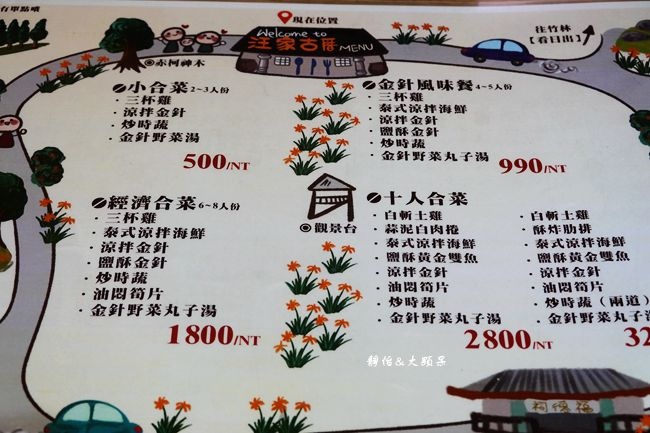 有單點哦
現在位置
Welcome to
汪家古厝 MENU
往竹林
【看日出】
赤柯神木
小合菜 2~3人份
·三杯雞
·涼拌金針
·炒時蔬
·金針野菜湯
500/NT
金針風味餐 4~5人份
·三杯雞
·泰式涼拌海鮮
·涼拌金針
·鹽酥金針
·炒時蔬
·金針野菜丸子湯
990/NT
經濟合菜 6~8人份
·三杯雞
·泰式涼拌海鮮
·涼拌金針
·鹽酥金針
·炒時蔬
·油悶筍片
·金針野菜丸子湯
1800/NT
觀景台
十人合菜
·白斬土雞
·蒜泥白肉捲
·泰式涼拌海鮮
·鹽酥黃金雙魚
·涼拌金針
·油悶筍片
·炒時蔬
·金針野菜丸子湯
2800/NT
·白斬土雞
·酥炸肋排
·泰式涼拌海鮮
·鹽酥黃金雙魚
·涼拌金針
·油悶筍片
·炒時蔬（兩道）
·金針野菜丸子湯
32
靜怡&大顆呆
祠德福